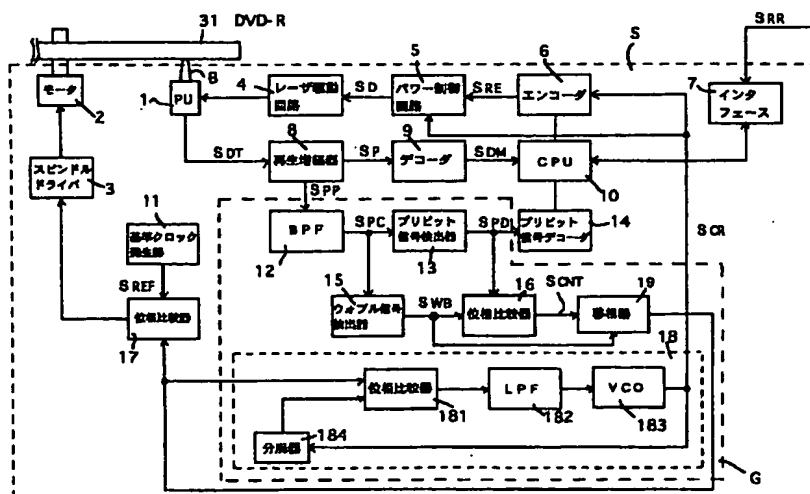 31 DVD-R
SRR
S
B
モータ
2
1
PU
4
レーザ駆動
回路
SD
5
パワー制御
回路
SRE
6
エンコーダ
7
インタ
フェース
スピンドル
ドライバ
3
SDT
8
再生増幅器
SP
9
デコーダ
SDM
CPU
10
SPP
11
基準クロック
発生器
SREF
BPF
12
SPC
プリピット
信号検出器
13
SPD
プリピット
信号デコーダ
14
SCR
15
ウォブル信号
検出器
SWB
16
位相比較器
SCNT
19
移相器
位相比較器
17
18
位相比較器
181
LPF
182
VCO
183
分周器
184
G